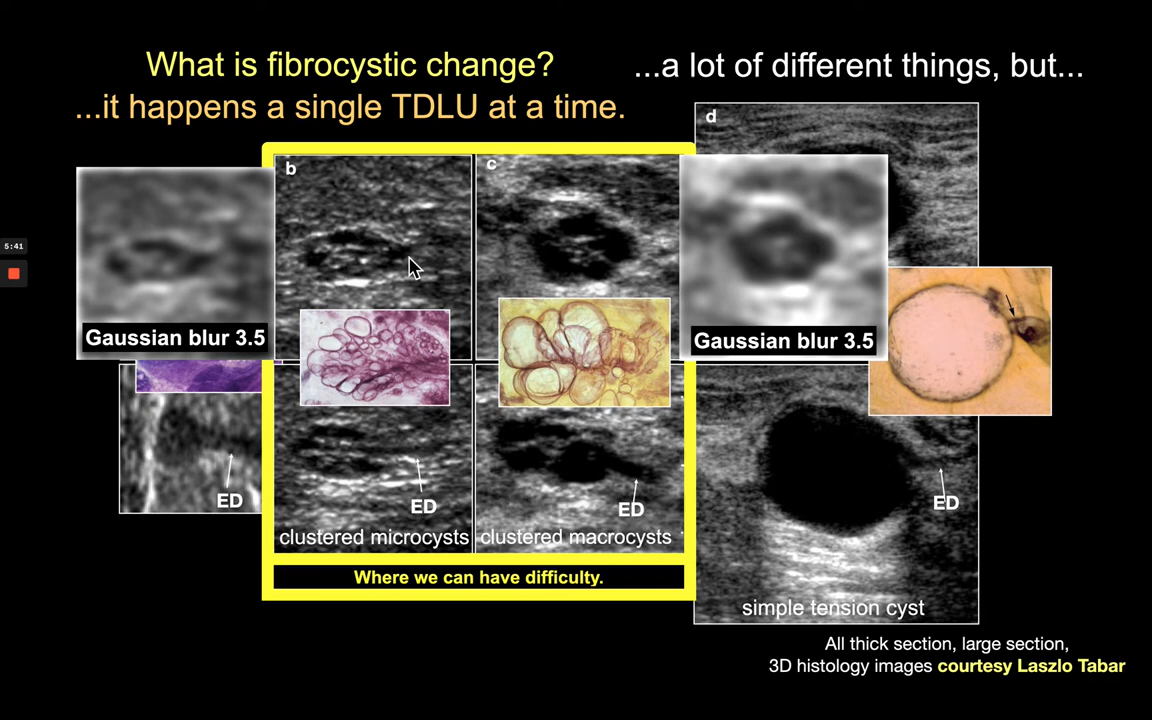 What is fibrocystic change?
...a lot of different things, but...
...it happens a single TDLU at a time.
b
c
d
5:41
Gaussian blur 3.5
Gaussian blur 3.5
ED
ED
ED
ED
clustered microcysts
clustered macrocysts
Where we can have difficulty.
simple tension cyst
All thick section, large section,
3D histology images courtesy Laszlo Tabar